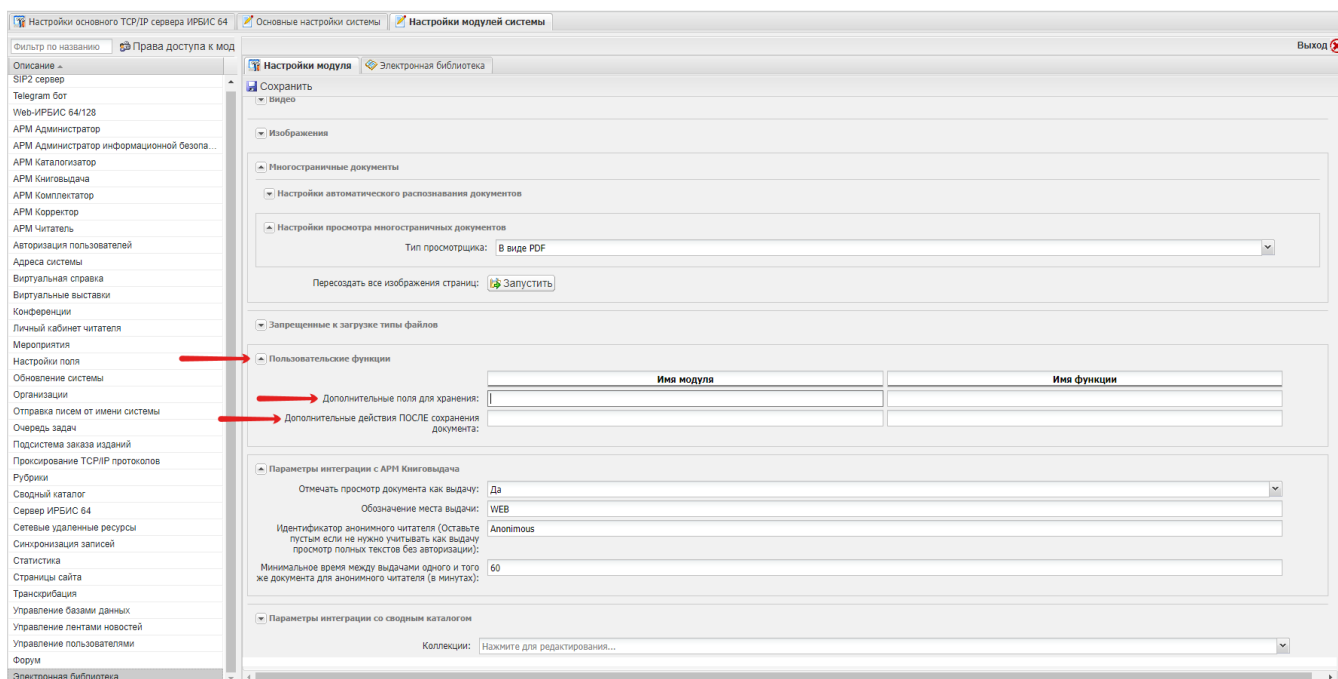 Настройки основного TCP/IP сервера ИРБИС 64
Основные настройки системы
Настройки модулей системы
Фильтр по названию
Права доступа к мод
Выход
Описание
SIP2 сервер
Telegram бот
Web-ИРБИС 64/128
АРМ Администратор
АРМ Администратор информационной безопа...
АРМ Каталогизатор
АРМ Книговыдача
АРМ Комплектатор
АРМ Корректор
АРМ Читатель
Авторизация пользователей
Адреса системы
Виртуальная справка
Виртуальные выставки
Конференции
Личный кабинет читателя
Мероприятия
Настройки поля
Обновление системы
Организации
Отправка писем от имени системы
Очередь задач
Подсистема заказа изданий
Проксирование TCP/IP протоколов
Рубрики
Сводный каталог
Сервер ИРБИС 64
Сетевые удаленные ресурсы
Синхронизация записей
Статистика
Страницы сайта
Транскрибация
Управление базами данных
Управление лентами новостей
Управление пользователями
Форум
Электронная библиотека
Настройки модуля
Электронная библиотека
Сохранить
Видео
Изображения
Многостраничные документы
Настройки автоматического распознавания документов
Настройки просмотра многостраничных документов
Тип просмотрщика: В виде PDF
Пересоздать все изображения страниц: Запустить
Запрещенные к загрузке типы файлов
Пользовательские функции
Имя модуля Имя функции
Дополнительные поля для хранения:
Дополнительные действия ПОСЛЕ сохранения
документа:
Параметры интеграции с АРМ Книговыдача
Отмечать просмотр документа как выдачу: Да
Обозначение места выдачи: WEB
Идентификатор анонимного читателя (Оставьте Anonimous
пустым если не нужно учитывать как выдачу
просмотр полных текстов без авторизации):
Минимальное время между выдачами одного и того 60
же документа для анонимного читателя (в минутах):
Параметры интеграции со сводным каталогом
Коллекции: Нажмите для редактирования...